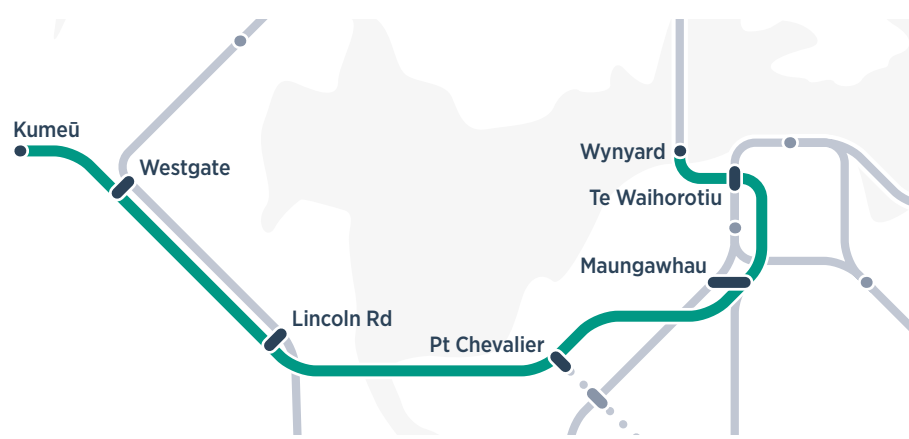 Kumeū
Westgate
Wynyard
Te Waihorotiu
Maungawhau
Lincoln Rd
Pt Chevalier